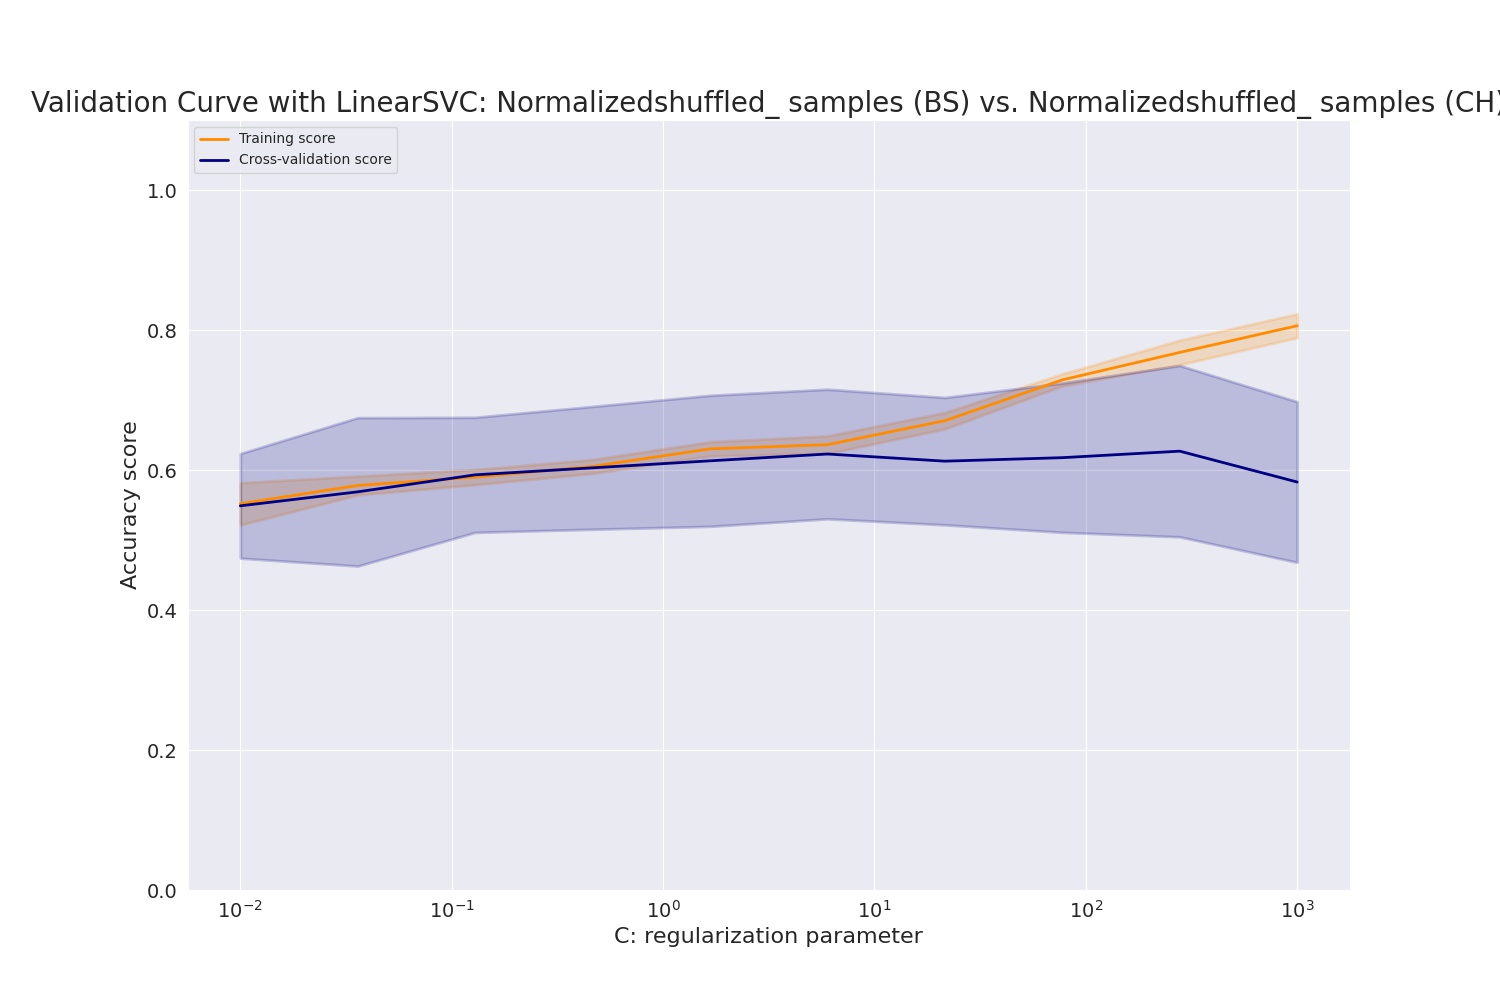 Validation Curve with LinearSVC: Normalizedshuffled_ samples (BS) vs. Normalizedshuffled_ samples (CH)
Training score
Cross-validation score
1.0
0.8
0.6
0.4
0.2
0.0
Accuracy score
10⁻² 10⁻¹ 10⁰ 10¹ 10² 10³
C: regularization parameter